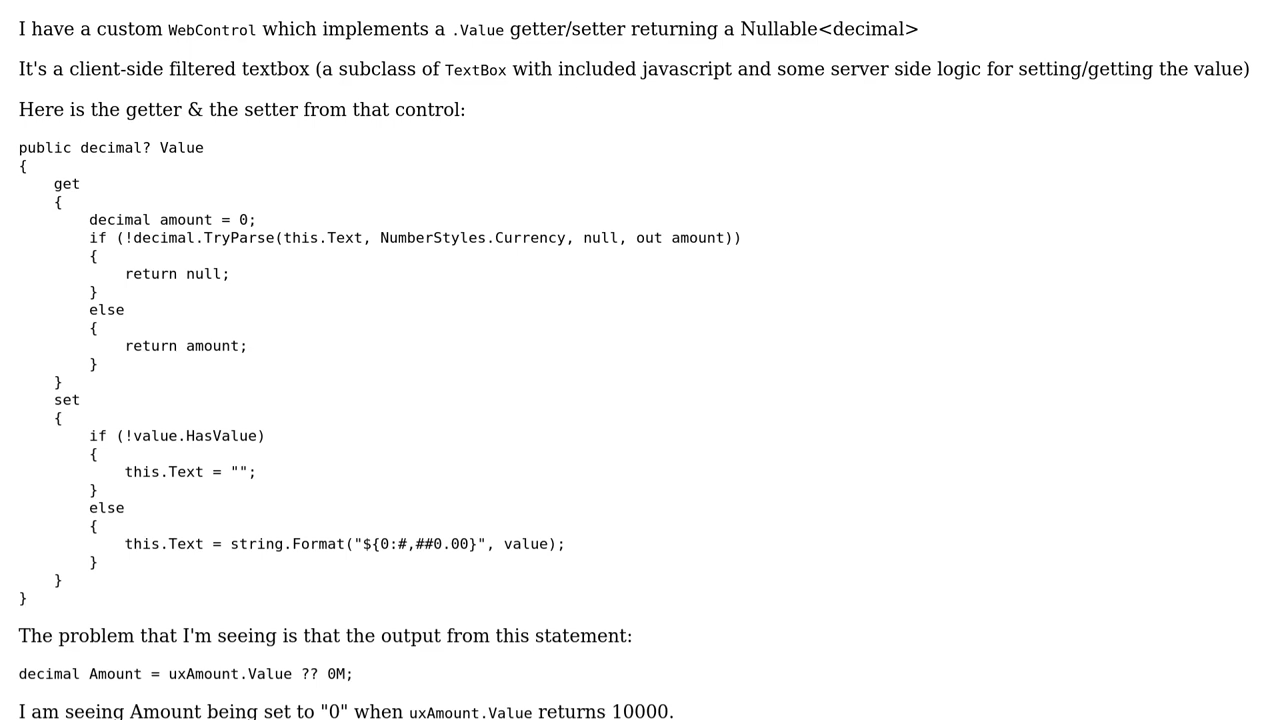 I have a custom WebControl which implements a .Value getter/setter returning a Nullable<decimal>
It's a client-side filtered textbox (a subclass of TextBox with included javascript and some server side logic for setting/getting the value)
Here is the getter & the setter from that control:
public decimal? Value
{
    get
    {
        decimal amount = 0;
        if (!decimal.TryParse(this.Text, NumberStyles.Currency, null, out amount))
        {
            return null;
        }
        else
        {
            return amount;
        }
    }
    set
    {
        if (!value.HasValue)
        {
            this.Text = "";
        }
        else
        {
            this.Text = string.Format("${0:#,##0.00}", value);
        }
    }
}
The problem that I'm seeing is that the output from this statement:
decimal Amount = uxAmount.Value ?? 0M;
I am seeing Amount being set to "0" when uxAmount.Value returns 10000.